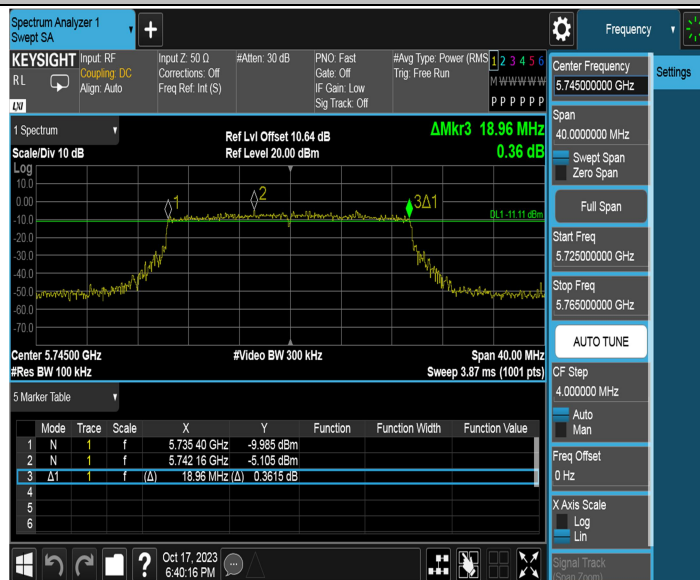 Spectrum Analyzer 1
Swept SA
+
Frequency
KEYSIGHT
Input: RF
Input Z: 50 Ω
#Atten: 30 dB
PNO: Fast
#Avg Type: Power (RMS
1 2 3 4 5 6
RL
Coupling: DC
Corrections: Off
Gate: Off
Trig: Free Run
M W W W W W
Align: Auto
Freq Ref: Int (S)
IF Gain: Low
LXI
Sig Track: Off
P P P P P P
Center Frequency
5.745000000 GHz
Settings
Span
40.0000000 MHz
Swept Span
Zero Span
Full Span
Start Freq
5.725000000 GHz
Stop Freq
5.765000000 GHz
AUTO TUNE
CF Step
4.000000 MHz
Auto
Man
Freq Offset
0 Hz
X Axis Scale
Log
Lin
Signal Track
(Span Zoom)
1 Spectrum
Ref Lvl Offset 10.64 dB
ΔMkr3 18.96 MHz
Scale/Div 10 dB
Ref Level 20.00 dBm
0.36 dB
Log
10.0
0.00
-10.0
-20.0
-30.0
-40.0
-50.0
-60.0
-70.0
1
2
3Δ1
DL1 -11.11 dBm
Center 5.74500 GHz
#Video BW 300 kHz
Span 40.00 MHz
#Res BW 100 kHz
Sweep 3.87 ms (1001 pts)
5 Marker Table
Mode Trace Scale X Y Function Function Width Function Value
1 N 1 f 5.735 40 GHz -9.985 dBm
2 N 1 f 5.742 16 GHz -5.105 dBm
3 Δ1 1 f (Δ) 18.96 MHz (Δ) 0.3615 dB
4
5
6
?
Oct 17, 2023
6:40:16 PM